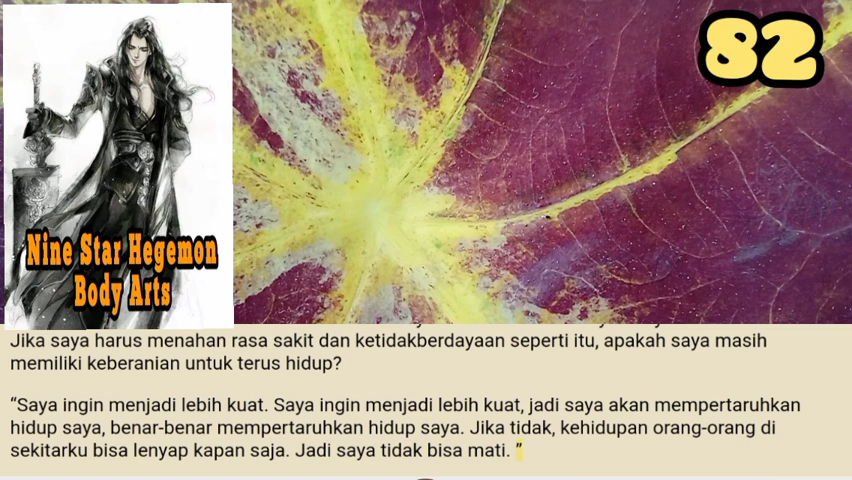 82
Nine Star Hegemon
Body Arts
Jika saya harus menahan rasa sakit dan ketidakberdayaan seperti itu, apakah saya masih
memiliki keberanian untuk terus hidup?
“Saya ingin menjadi lebih kuat. Saya ingin menjadi lebih kuat, jadi saya akan mempertaruhkan
hidup saya, benar-benar mempertaruhkan hidup saya. Jika tidak, kehidupan orang-orang di
sekitarku bisa lenyap kapan saja. Jadi saya tidak bisa mati. ”